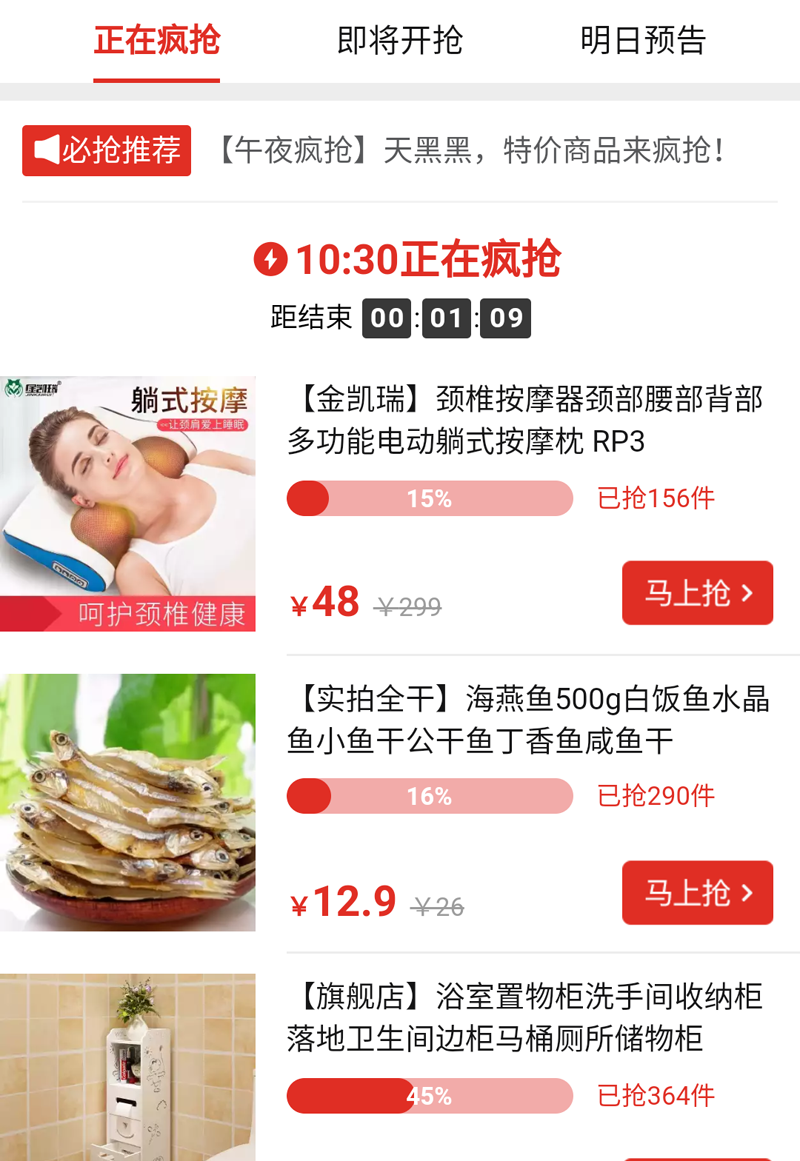 正在疯抢 即将开抢 明日预告
必抢推荐 【午夜疯抢】天黑黑，特价商品来疯抢！
10:30正在疯抢
距结束 00:01:09
躺式按摩
<<让颈肩爱上睡眠
呵护颈椎健康
【金凯瑞】颈椎按摩器颈部腰部背部
多功能电动躺式按摩枕 RP3
15% 已抢156件
¥48 ¥299 马上抢 >
【实拍全干】海燕鱼500g白饭鱼水晶
鱼小鱼干公干鱼丁香鱼咸鱼干
16% 已抢290件
¥12.9 ¥26 马上抢 >
【旗舰店】浴室置物柜洗手间收纳柜
落地卫生间边柜马桶厕所储物柜
45% 已抢364件